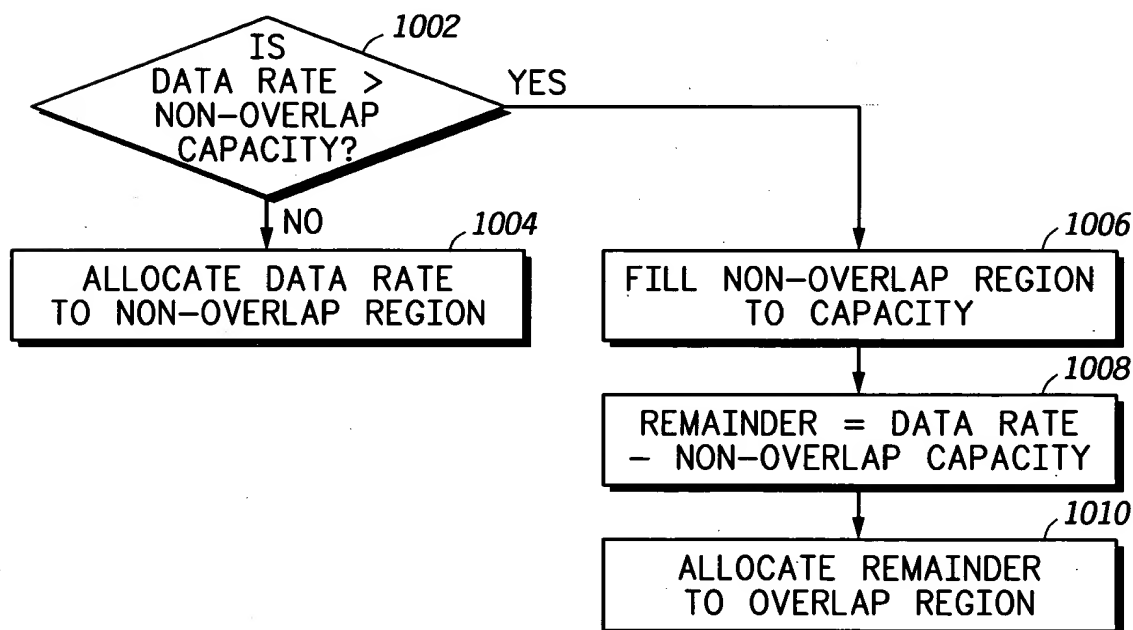 1002
IS
DATA RATE >
NON-OVERLAP
CAPACITY?
YES
NO
1004
ALLOCATE DATA RATE
TO NON-OVERLAP REGION
1006
FILL NON-OVERLAP REGION
TO CAPACITY
1008
REMAINDER = DATA RATE
- NON-OVERLAP CAPACITY
1010
ALLOCATE REMAINDER
TO OVERLAP REGION